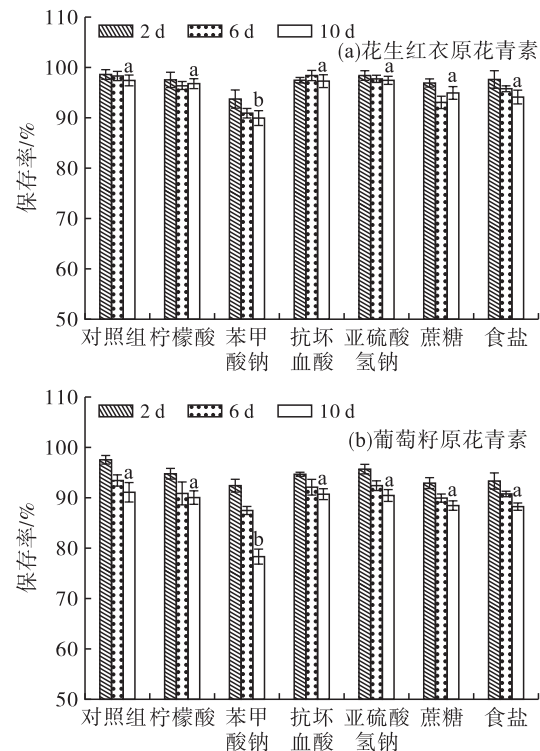 110
2 d 6 d 10 d
(a)花生红衣原花青素
100
90
80
70
60
50
保存率/%
a a b a a a a
对照组 柠檬酸 苯甲 抗坏 亚硫酸 蔗糖 食盐
酸钠 血酸 氢钠
110
2 d 6 d 10 d
(b)葡萄籽原花青素
100
90
80
70
60
50
保存率/%
a a b a a a a
对照组 柠檬酸 苯甲 抗坏 亚硫酸 蔗糖 食盐
酸钠 血酸 氢钠